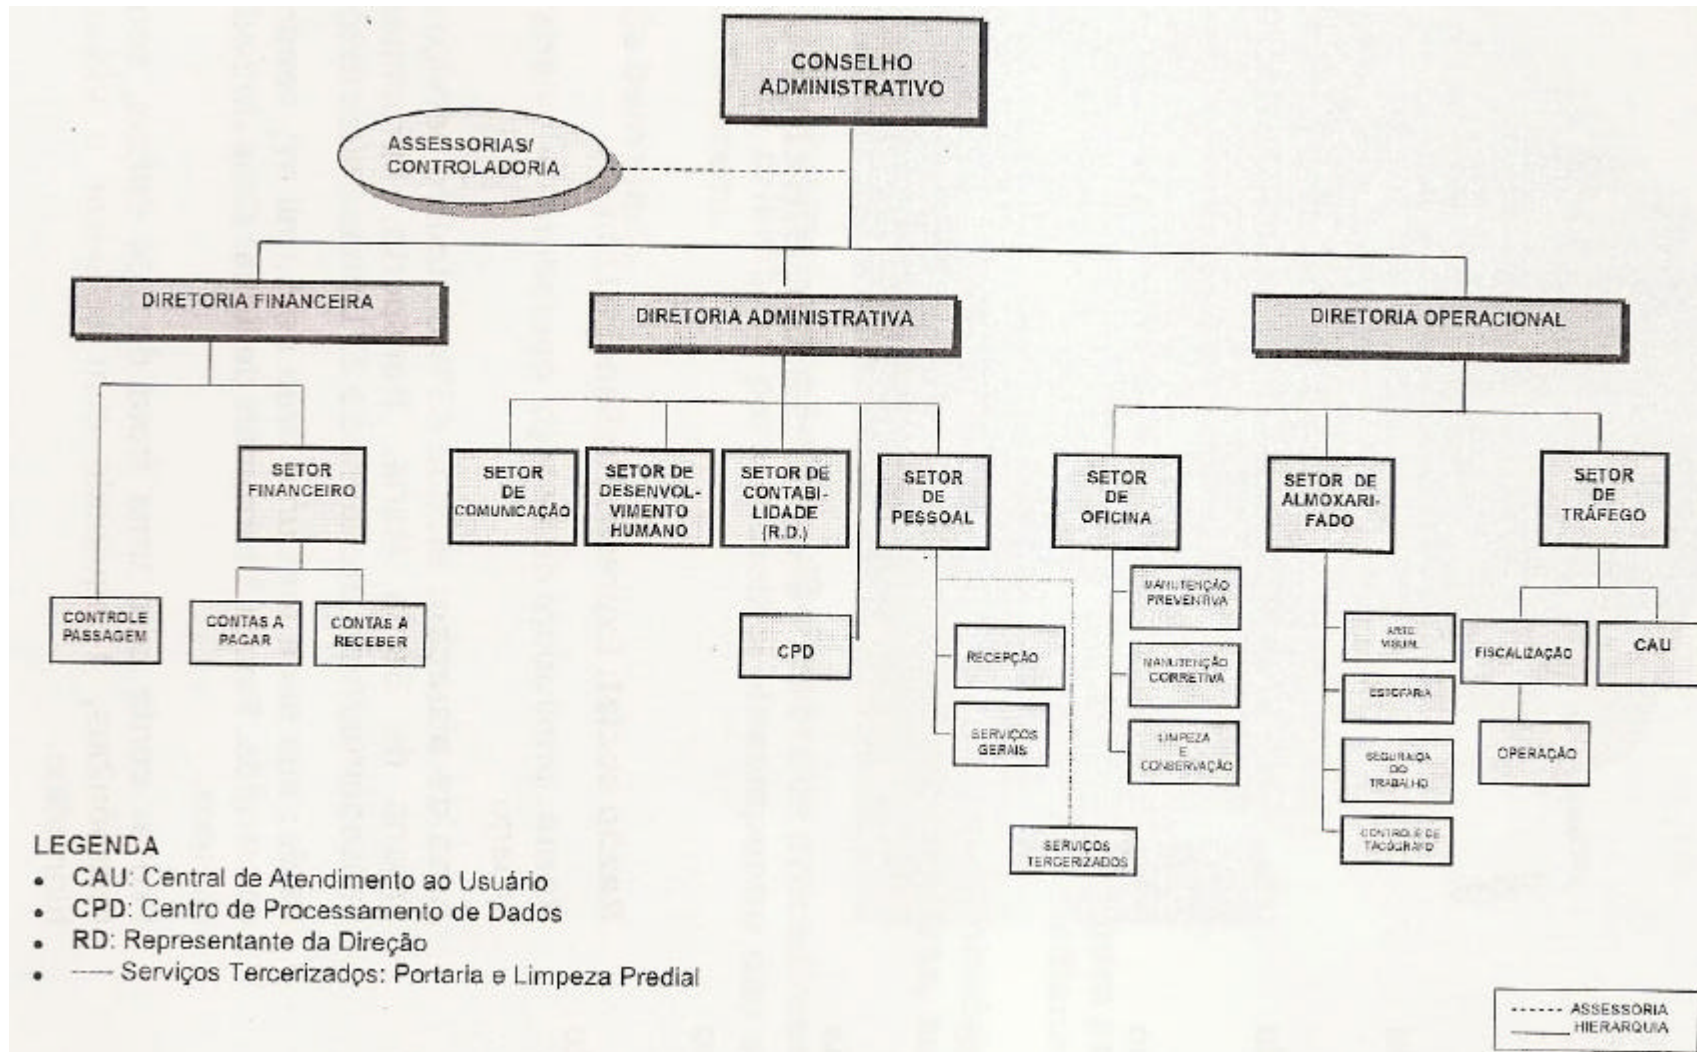 CONSELHO
ADMINISTRATIVO
ASSESSORIAS/
CONTROLADORIA
DIRETORIA FINANCEIRA
DIRETORIA ADMINISTRATIVA
DIRETORIA OPERACIONAL
SETOR
FINANCEIRO
SETOR
DE
COMUNICAÇÃO
SETOR DE
DESENVOL-
VIMENTO
HUMANO
SETOR DE
CONTABI-
LIDADE
(R.D.)
SETOR
DE
PESSOAL
SETOR
DE
OFICINA
SETOR DE
ALMOXARI-
FADO
SETOR
DE
TRÁFEGO
CONTROLE
PASSAGEM
CONTAS A
PAGAR
CONTAS A
RECEBER
CPD
RECEPÇÃO
SERVIÇOS
GERAIS
SERVIÇOS
TERCERIZADOS
MANUTENÇÃO
PREVENTIVA
MANUTENÇÃO
CORRETIVA
LIMPEZA
E
CONSERVAÇÃO
ARTE
VISUAL
ESTOFARIA
SEGURANÇA
DO
TRABALHO
CONTROLE DE
TACÓGRAFO
FISCALIZAÇÃO
CAU
OPERAÇÃO
LEGENDA
• CAU: Central de Atendimento ao Usuário
• CPD: Centro de Processamento de Dados
• RD: Representante da Direção
• ---- Serviços Tercerizados: Portaria e Limpeza Predial
------ ASSESSORIA
____ HIERARQUIA